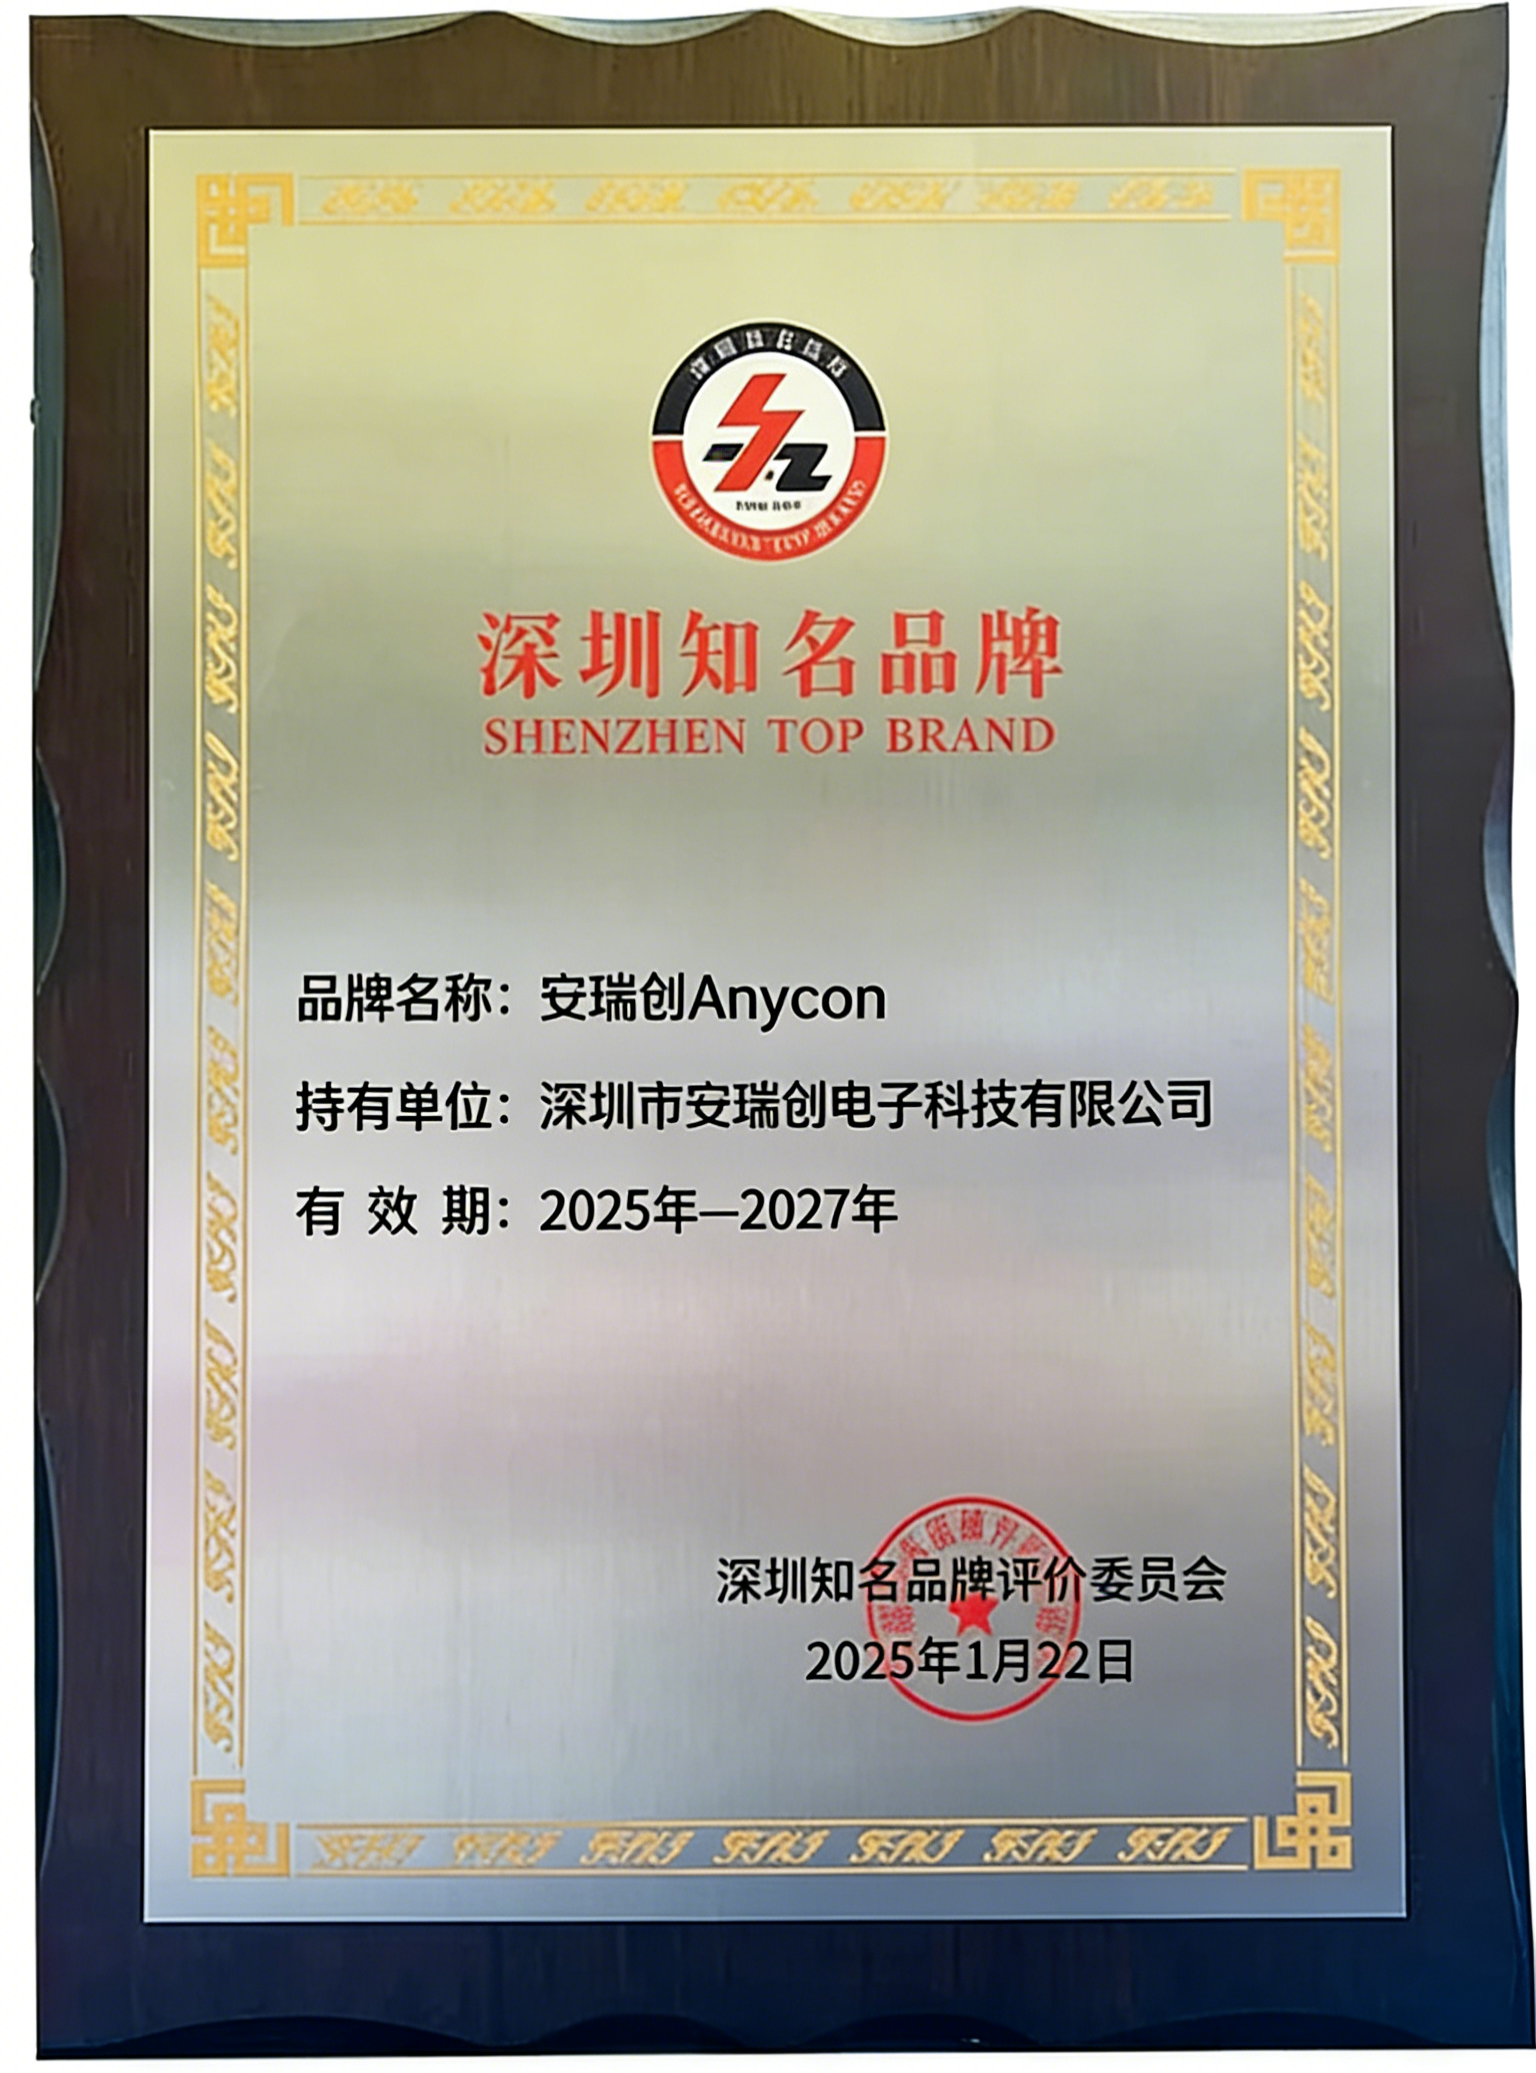 深圳知名品牌
SHENZHEN TOP BRAND
品牌名称：安瑞创Anycon
持有单位：深圳市安瑞创电子科技有限公司
有效期：2025年—2027年
深圳知名品牌评价委员会
2025年1月22日